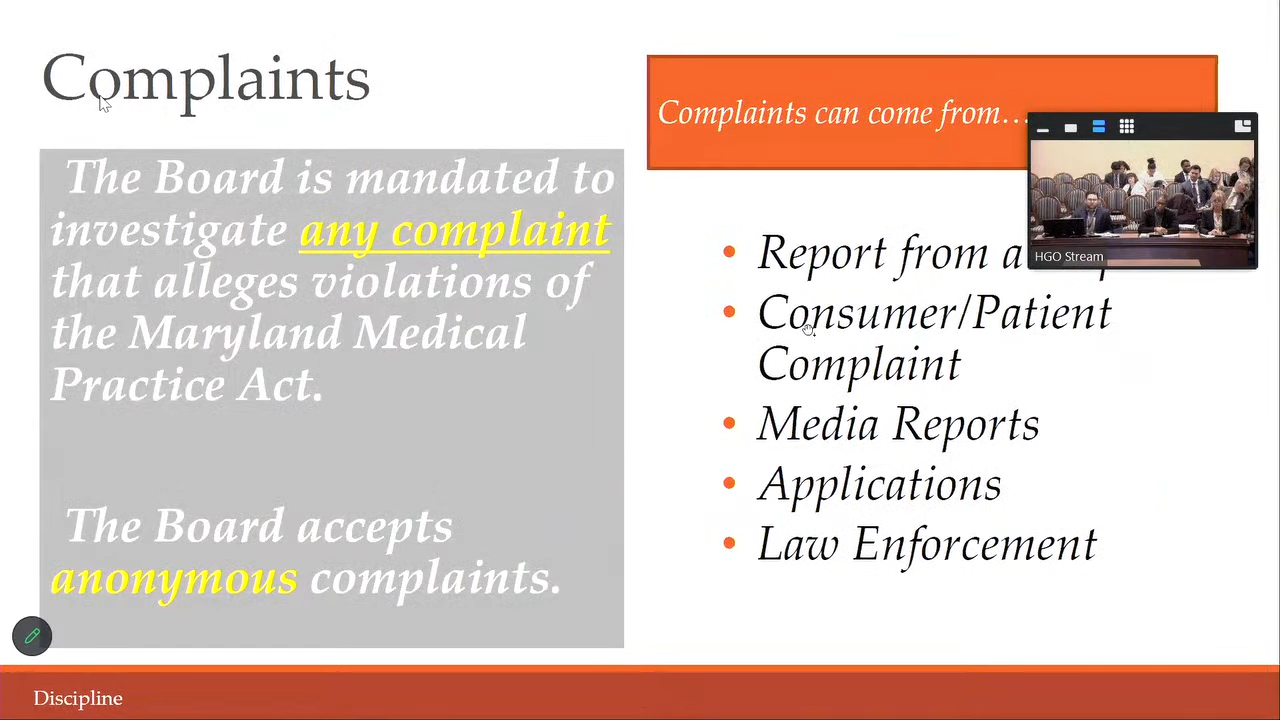 Complaints
The Board is mandated to
investigate any complaint
that alleges violations of
the Maryland Medical
Practice Act.
The Board accepts
anonymous complaints.
Complaints can come from…
Report from a
Consumer/Patient
Complaint
Media Reports
Applications
Law Enforcement
HGO Stream
Discipline